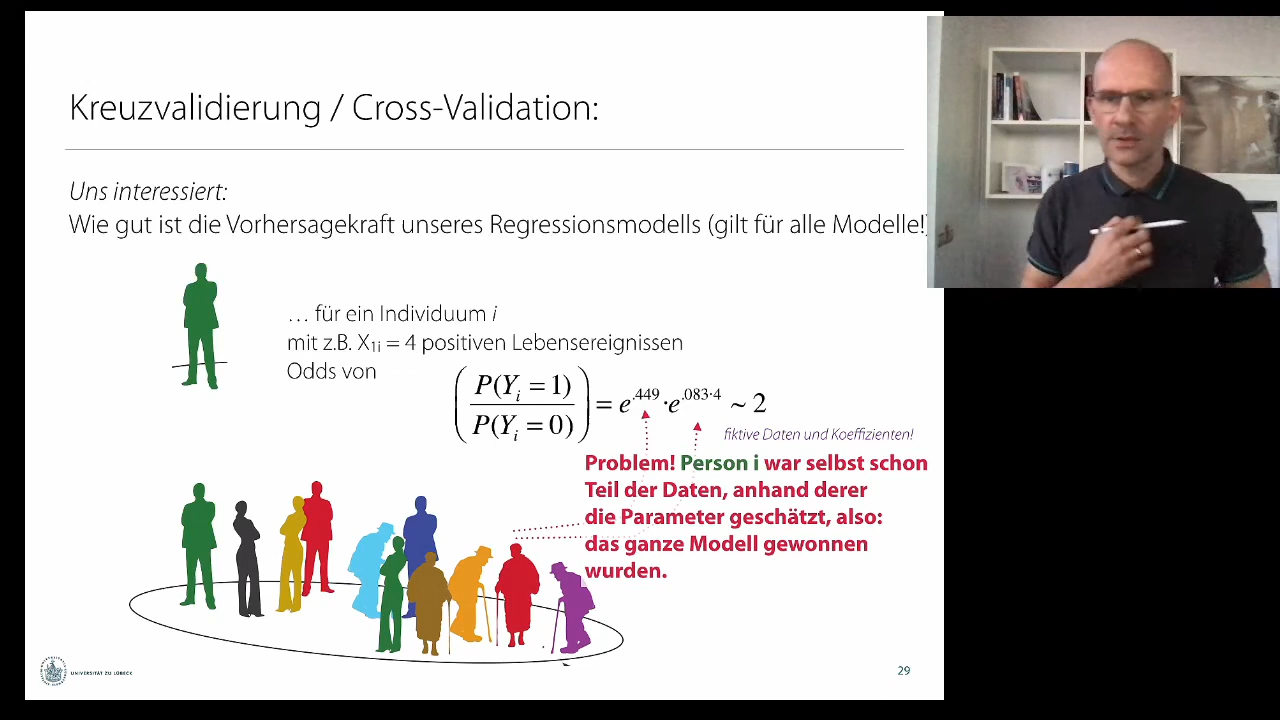 Kreuzvalidierung / Cross-Validation:
Uns interessiert:
Wie gut ist die Vorhersagekraft unseres Regressionsmodells (gilt für alle Modelle!)
… für ein Individuum i
mit z.B. X₁ᵢ = 4 positiven Lebensereignissen
Odds von
(P(Yᵢ = 1) / P(Yᵢ = 0)) = e^.449 · e^.083·4 ~ 2
fiktive Daten und Koeffizienten!
Problem! Person i war selbst schon
Teil der Daten, anhand derer
die Parameter geschätzt, also:
das ganze Modell gewonnen
wurden.
UNIVERSITÄT ZU LÜBECK
29